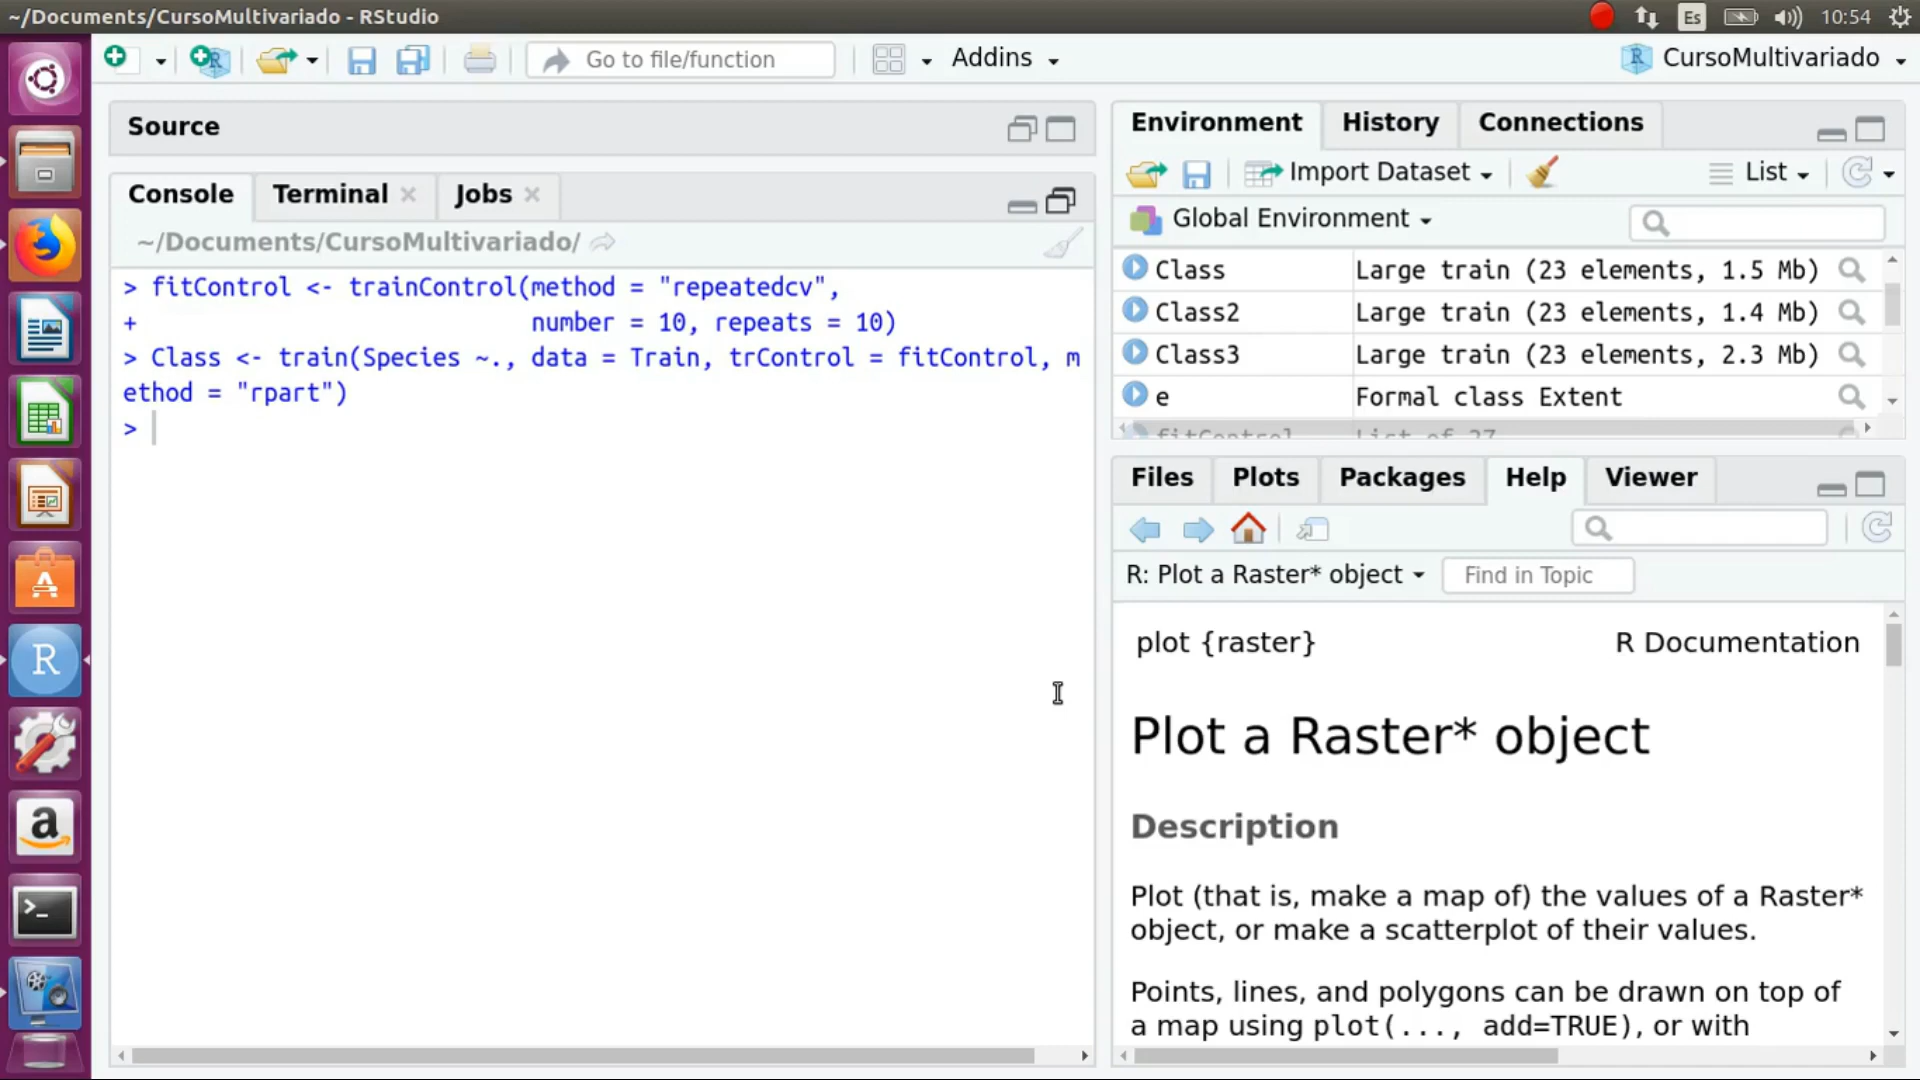 ~/Documents/CursoMultivariado - RStudio
Es
10:54
Go to file/function
Addins
CursoMultivariado
Source
Console
Terminal
Jobs
~/Documents/CursoMultivariado/
> fitControl <- trainControl(method = "repeatedcv",
+                        number = 10, repeats = 10)
> Class <- train(Species ~., data = Train, trControl = fitControl, m
ethod = "rpart")
>
Environment
History
Connections
Import Dataset
List
Global Environment
Class Large train (23 elements, 1.5 Mb)
Class2 Large train (23 elements, 1.4 Mb)
Class3 Large train (23 elements, 2.3 Mb)
e Formal class Extent
fitControl List of 27
Files
Plots
Packages
Help
Viewer
R: Plot a Raster* object
Find in Topic
plot {raster}
R Documentation
Plot a Raster* object
Description
Plot (that is, make a map of) the values of a Raster*
object, or make a scatterplot of their values.
Points, lines, and polygons can be drawn on top of
a map using plot(..., add=TRUE), or with